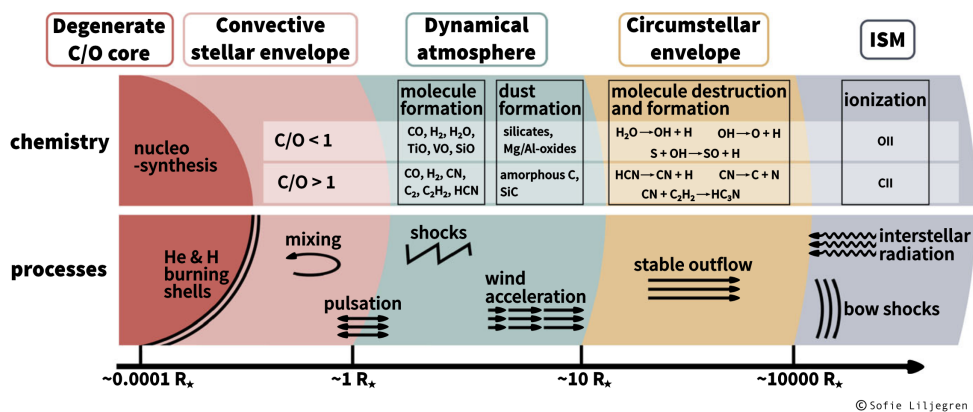 Degenerate
C/O core
Convective
stellar envelope
Dynamical
atmosphere
Circumstellar
envelope
ISM
chemistry
nucleo
-synthesis
C/O < 1
C/O > 1
molecule
formation
CO, H₂, H₂O,
TiO, VO, SiO
CO, H₂, CN,
C₂, C₂H₂, HCN
dust
formation
silicates,
Mg/Al-oxides
amorphous C,
SiC
molecule destruction
and formation
H₂O→OH + H OH→O + H
S + OH→SO + H
HCN→CN + H CN→C + N
CN + C₂H₂→HC₃N
ionization
OII
CII
processes
He & H
burning
shells
mixing
pulsation
shocks
wind
acceleration
stable outflow
interstellar
radiation
bow shocks
~0.0001 R★
~1 R★
~10 R★
~10000 R★
©Sofie Liljegren